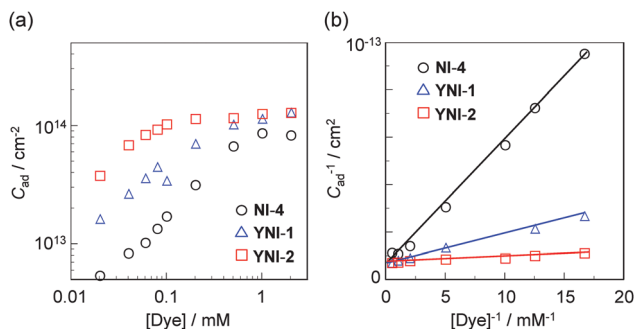 (a)
10^14
10^13
C_ad / cm^-2
NI-4
YNI-1
YNI-2
0.01
0.1
1.0
[Dye] / mM
(b)
10^-13
0
C_ad^-1 / cm^2
NI-4
YNI-1
YNI-2
0
5
10
15
20
[Dye]^-1 / mM^-1